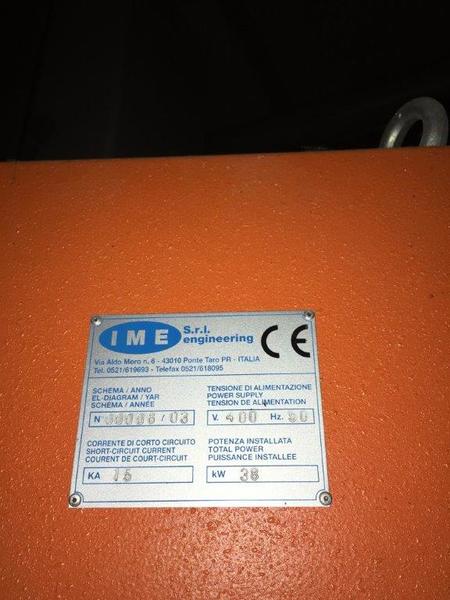 IME S.r.l. engineering CE
Via Aldo Moro n. 6 - 43010 Ponte Taro PR - ITALIA
Tel. 0521/619693 - Telefax 0521/618095
SCHEMA / ANNO
EL-DIAGRAM / YAR
SCHEMA / ANNÉE
N° / 03
TENSIONE DI ALIMENTAZIONE
POWER SUPPLY
TENSION DE ALIMENTATION
V. 400 Hz.
CORRENTE DI CORTO CIRCUITO
SHORT-CIRCUIT CURRENT
COURENT DE COURT-CIRCUIT
KA 15
POTENZA INSTALLATA
TOTAL POWER
PUISSANCE INSTALLEE
kW 38